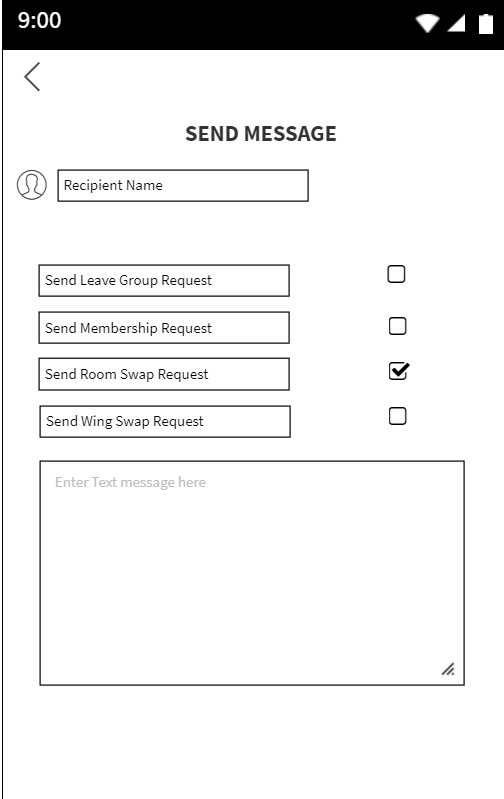 9:00
SEND MESSAGE
Recipient Name
Send Leave Group Request
Send Membership Request
Send Room Swap Request
Send Wing Swap Request
Enter Text message here